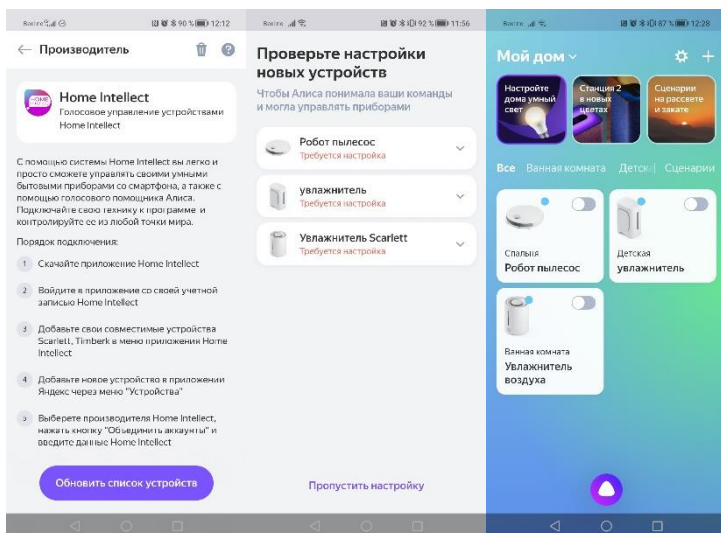 90 % 12:12
Производитель
Home Intellect
Голосовое управление устройствами
Home Intellect
С помощью системы Home Intellect вы легко и
просто сможете управлять своими умными
бытовыми приборами со смартфона, а также с
помощью голосового помощника Алиса.
Подключайте свою технику к программе и
контролируйте ее из любой точки мира.
Порядок подключения:
1 Скачайте приложение Home Intellect
2 Войдите в приложение со своей учетной
записью Home Intellect
3 Добавьте свои совместимые устройства
Scarlett, Timberk в меню приложения Home
Intellect
4 Добавьте новое устройство в приложении
Яндекс через меню "Устройства"
5 Выберете производителя Home Intellect,
нажать кнопку "Объединить аккаунты" и
введите данные Home Intellect
Обновить список устройств
92 % 11:56
Проверьте настройки
новых устройств
Чтобы Алиса понимала ваши команды
и могла управлять приборами
Робот пылесос
Требуется настройка
увлажнитель
Требуется настройка
Увлажнитель Scarlett
Требуется настройка
Пропустить настройку
87 % 12:28
Мой дом
Настройте
дома умный
свет
Станция 2
в новых
цветах
Сценарии
на рассвете
и закате
Все Ванная комната Детск Сценарии
Спальня
Робот пылесос
Детская
увлажнитель
Ванная комната
Увлажнитель
воздуха